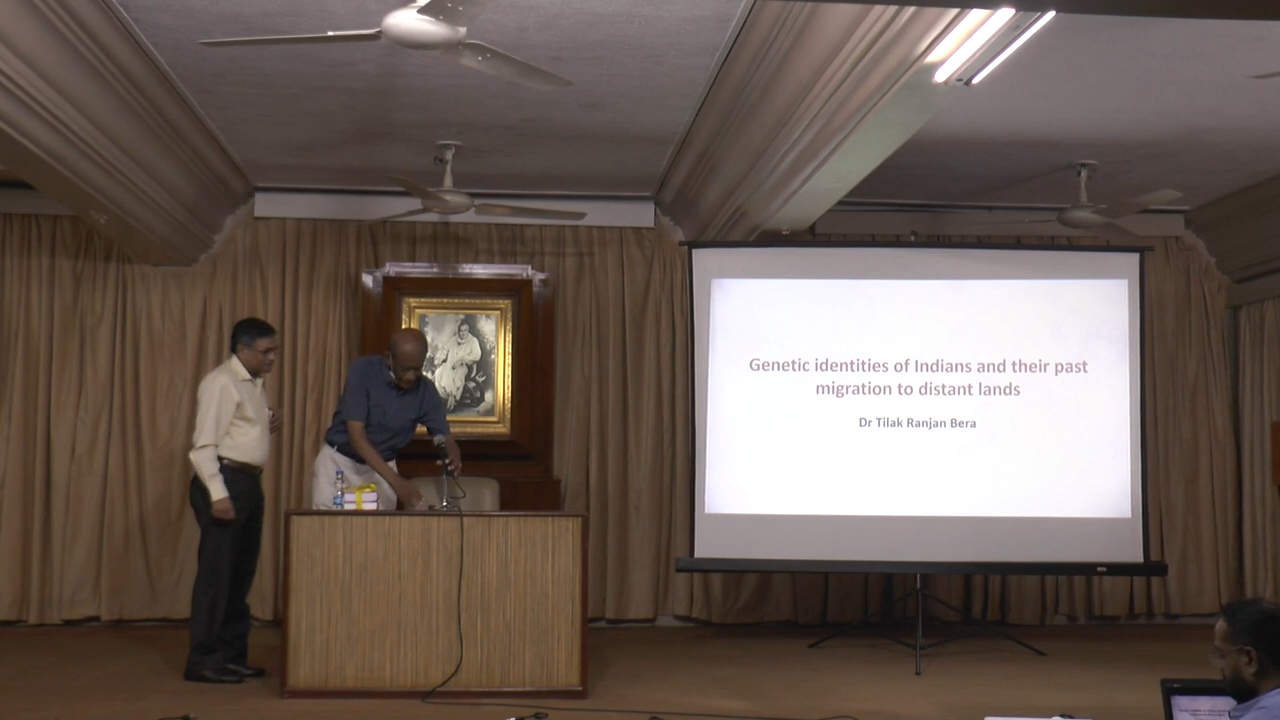 Genetic identities of Indians and their past
migration to distant lands
Dr Tilak Ranjan Bera